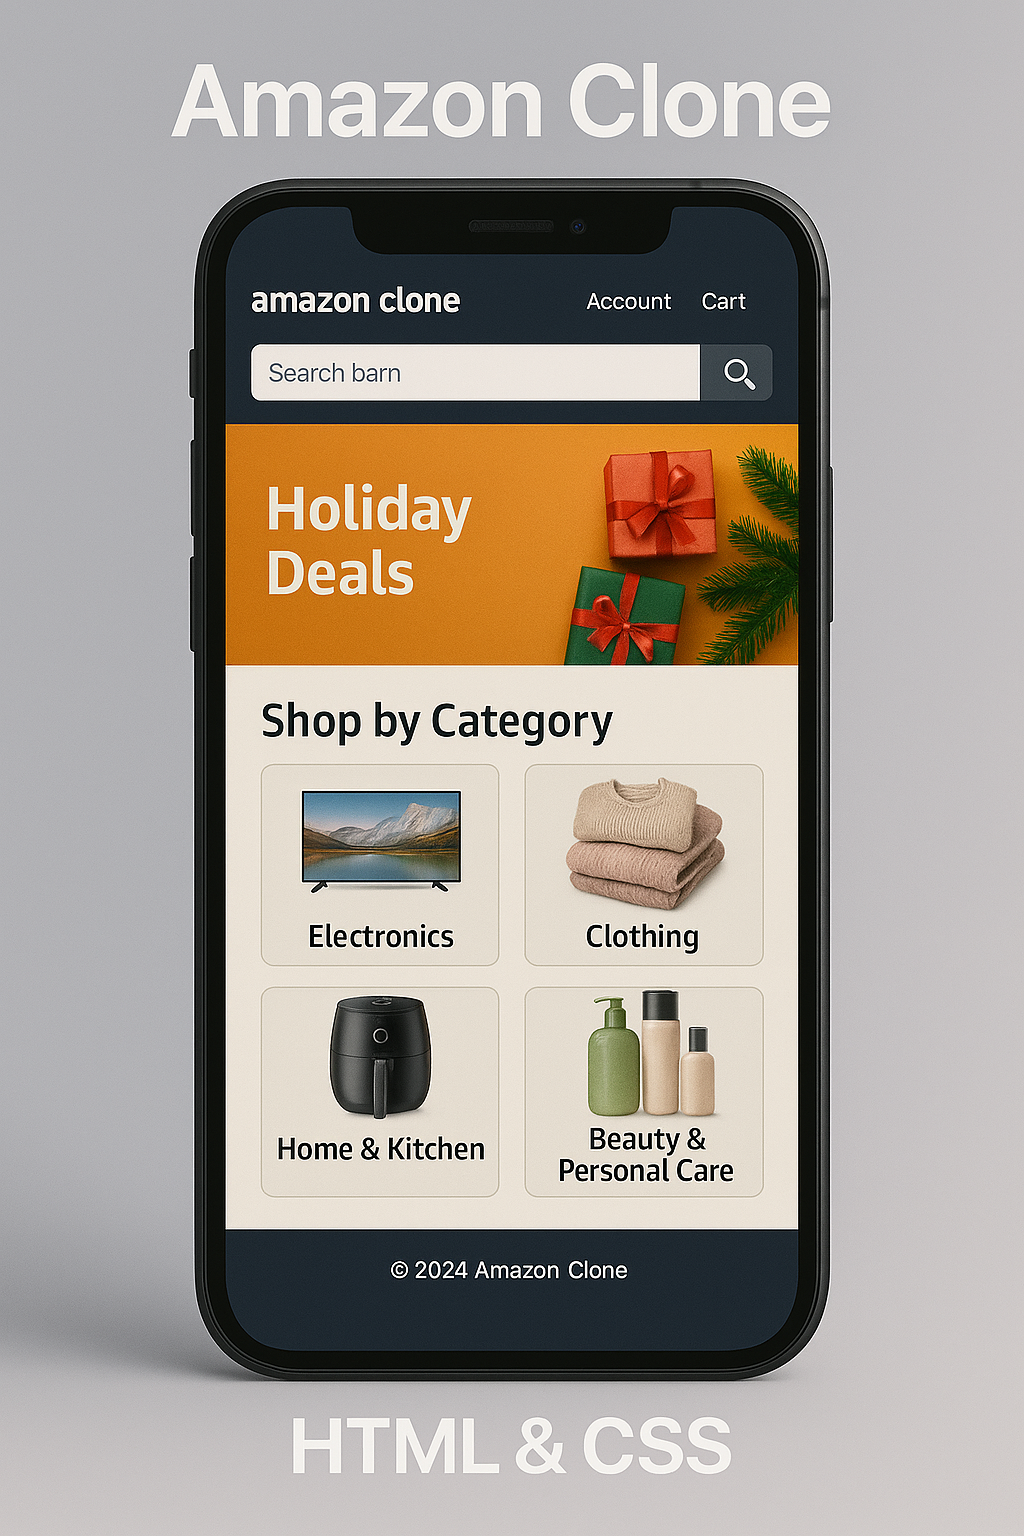 Amazon Clone
amazon clone
Account Cart
Search barn
Holiday
Deals
Shop by Category
Electronics
Clothing
Home & Kitchen
Beauty &
Personal Care
© 2024 Amazon Clone
HTML & CSS